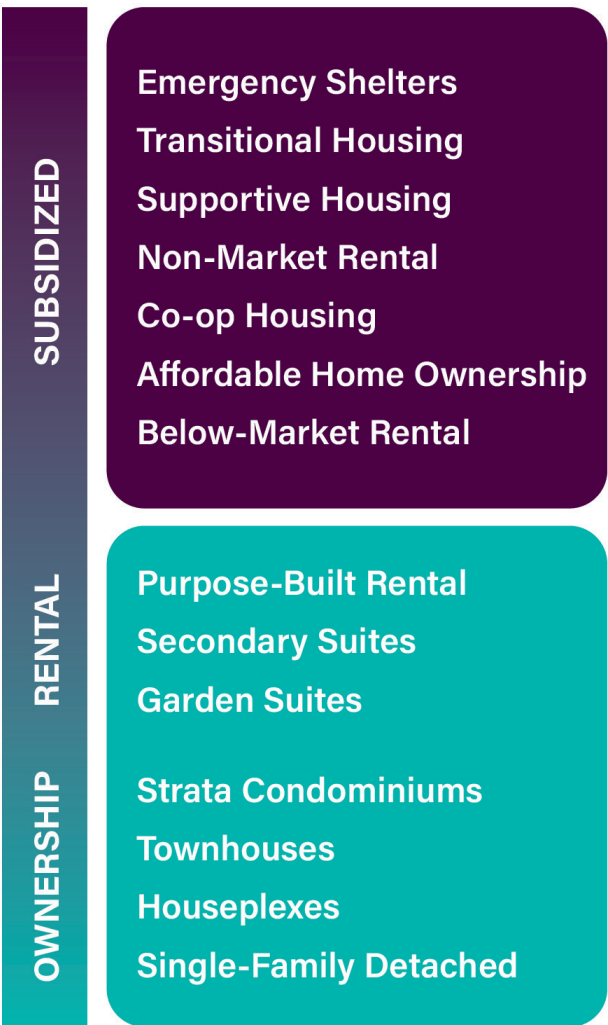 SUBSIDIZED
Emergency Shelters
Transitional Housing
Supportive Housing
Non-Market Rental
Co-op Housing
Affordable Home Ownership
Below-Market Rental
RENTAL
Purpose-Built Rental
Secondary Suites
Garden Suites
OWNERSHIP
Strata Condominiums
Townhouses
Houseplexes
Single-Family Detached